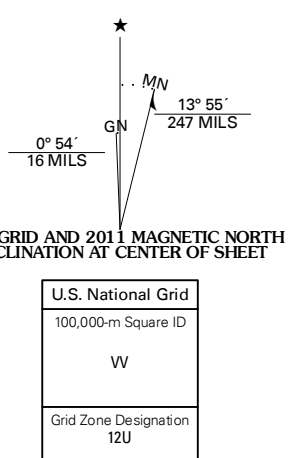 ★
MN
GN
13° 55´
247 MILS
0° 54´
16 MILS
GRID AND 2011 MAGNETIC NORTH
CLINATION AT CENTER OF SHEET
U.S. National Grid
100,000-m Square ID
VV
Grid Zone Designation
12U